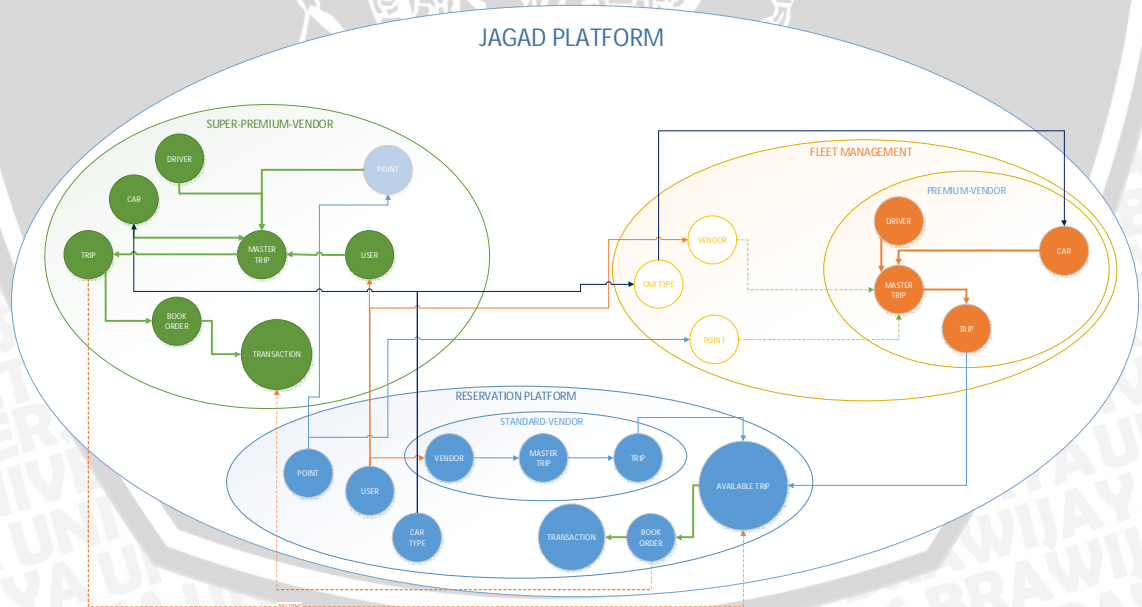 JAGAD PLATFORM
SUPER-PREMIUM-VENDOR
DRIVER
POINT
CAR
TRIP
MASTER
TRIP
USER
BOOK
ORDER
TRANSACTION
FLEET MANAGEMENT
PREMIUM-VENDOR
VENDOR
DRIVER
CAR
CAR TYPE
MASTER
TRIP
POINT
TRIP
RESERVATION PLATFORM
STANDARD-VENDOR
VENDOR
MASTER
TRIP
TRIP
POINT
USER
AVAILABLE TRIP
CAR
TYPE
TRANSACTION
BOOK
ORDER